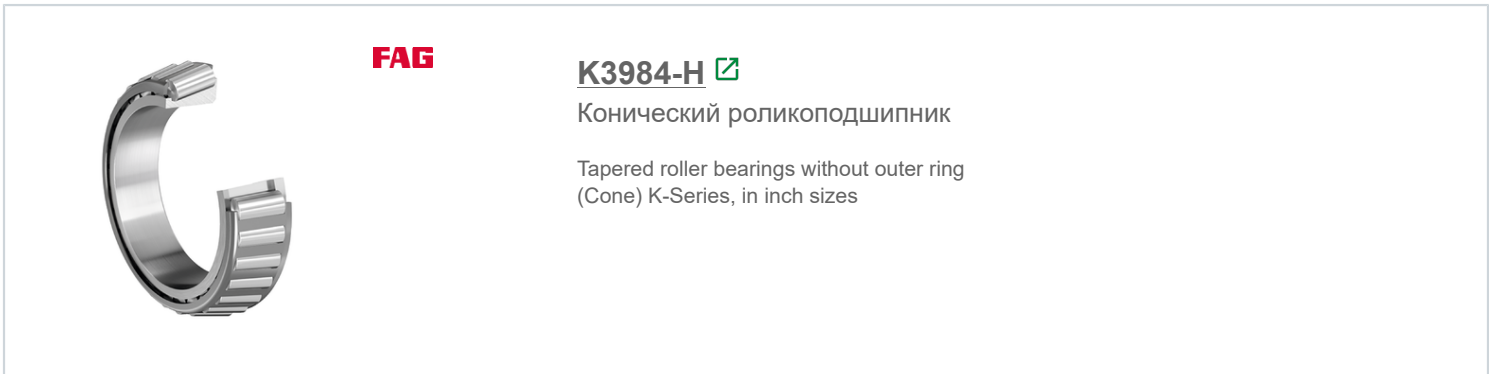 FAG
K3984-H
Конический роликоподшипник
Tapered roller bearings without outer ring
(Cone) K-Series, in inch sizes